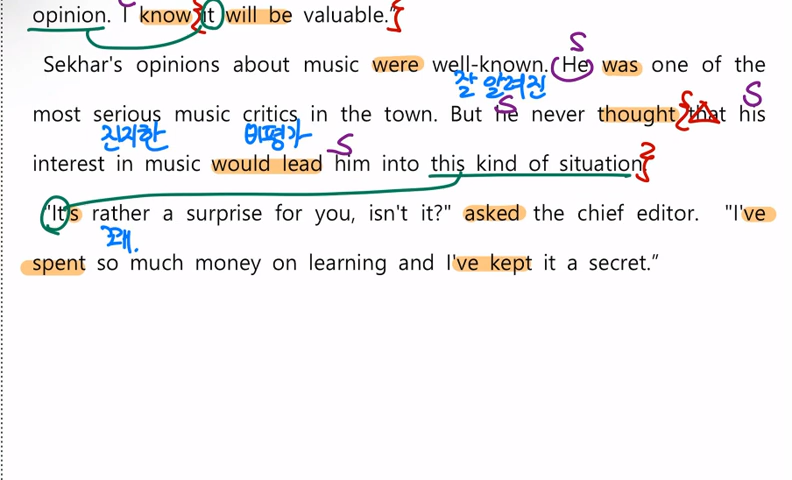 opinion. I know it will be valuable."
Sekhar's opinions about music were well-known. He was one of the
잘 알려진
most serious music critics in the town. But he never thought that his
진지한 비평가
interest in music would lead him into this kind of situation
"It's rather a surprise for you, isn't it?" asked the chief editor. "I've
꽤.
spent so much money on learning and I've kept it a secret.”